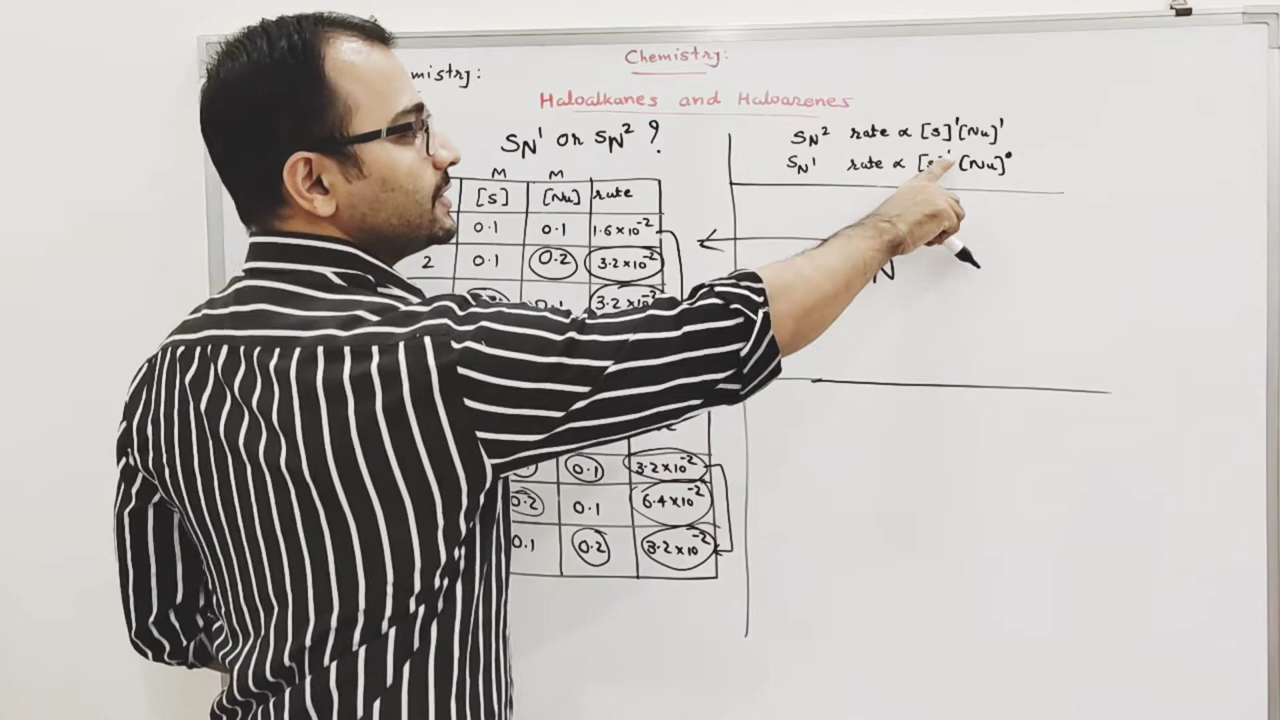 Chemistry:
mistry:
Haloalkanes and Haloarenes
SN1 or SN2 ?
SN2 rate ∝ [S]^1[Nu]^1
SN1 rate ∝ [S]^1 [Nu]^0
M M
[S] [Nu] rate
0.1 0.1 1.6×10^-2
2 0.1 0.2 3.2×10^-2
3.2×10^-2
N
0.1 3.2×10^-2
0.2 0.1 6.4×10^-2
0.1 0.2 3.2×10^-2